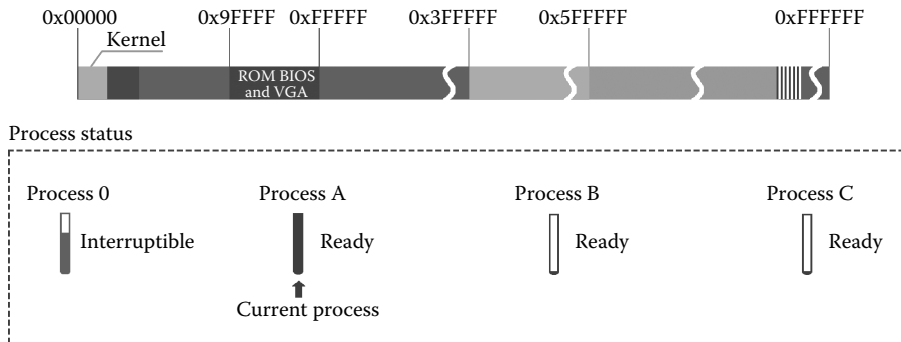 0x00000 0x9FFFF 0xFFFFF 0x3FFFFF 0x5FFFFF 0xFFFFFF
Kernel
ROM BIOS
and VGA
Process status
Process 0 Process A Process B Process C
Interruptible Ready Ready Ready
Current process